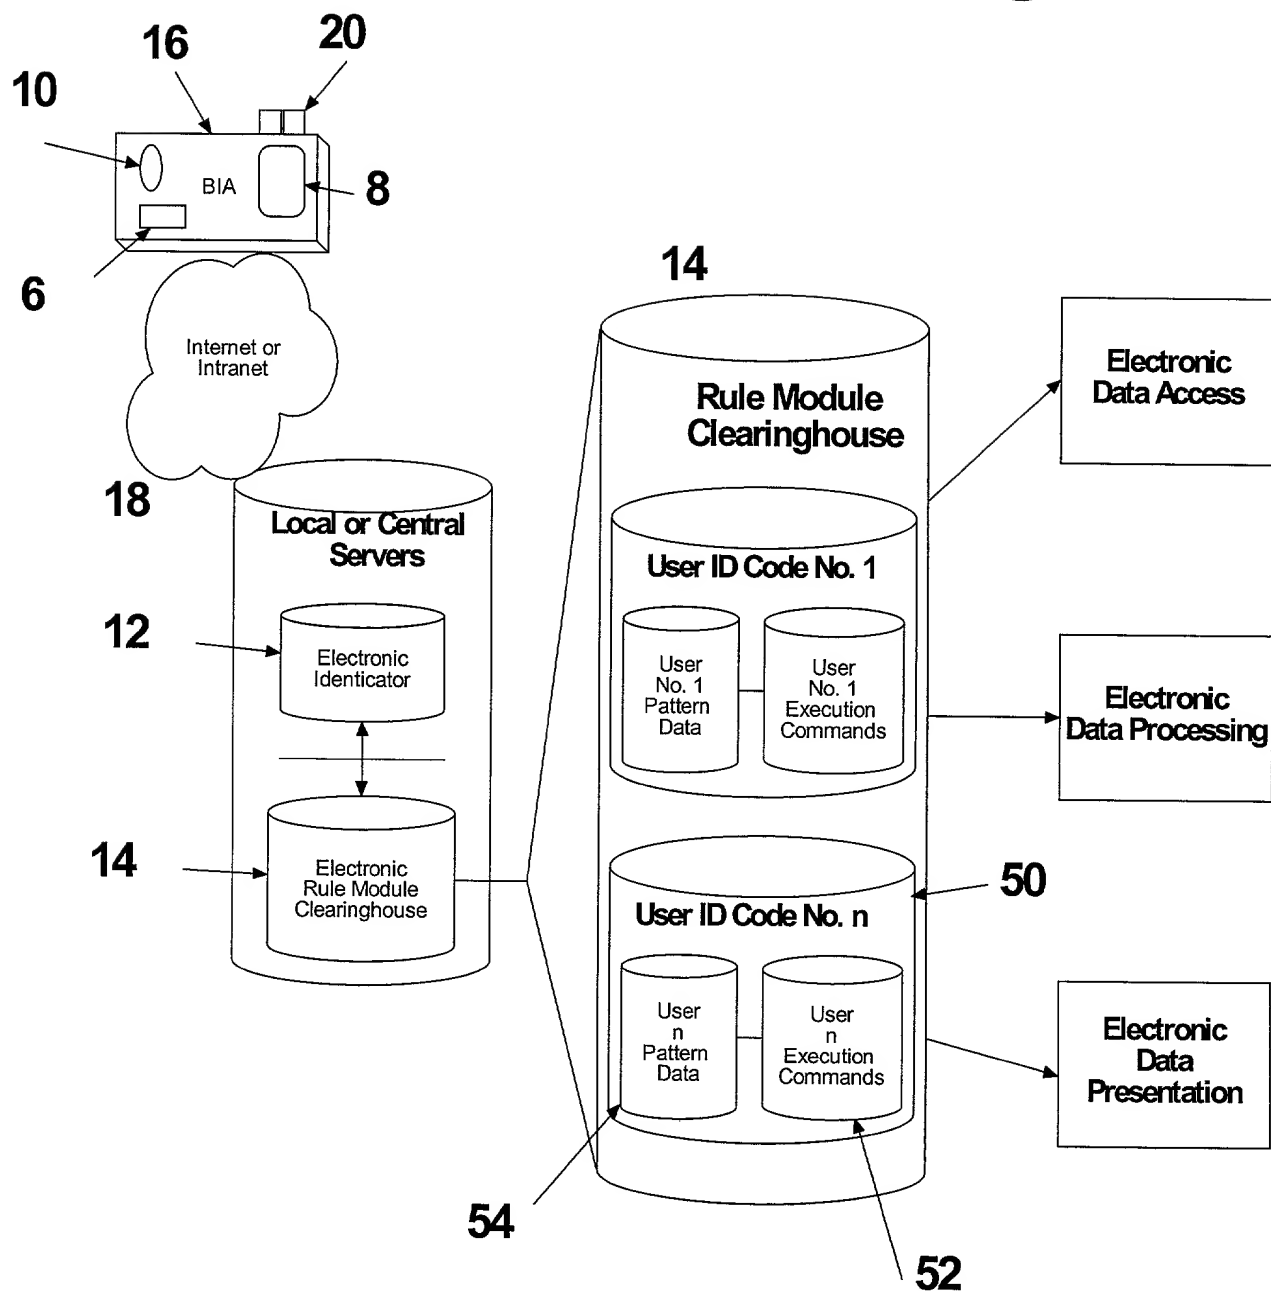 20
16
10
BIA
8
6
Internet or
Intranet
14
Rule Module
Clearinghouse
Electronic
Data Access
18
Local or Central
Servers
User ID Code No. 1
12
Electronic
Identicator
User
No. 1
Pattern
Data
User
No. 1
Execution
Commands
Electronic
Data Processing
14
Electronic
Rule Module
Clearinghouse
50
User ID Code No. n
User
n
Pattern
Data
User
n
Execution
Commands
Electronic
Data
Presentation
54
52